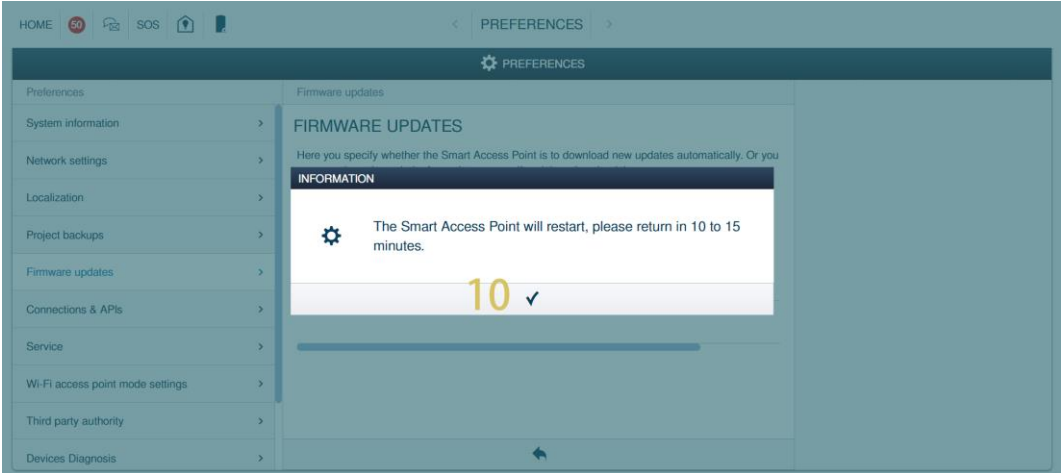 HOME 50 SOS < PREFERENCES >
PREFERENCES
Preferences
Firmware updates
System information
Network settings
Localization
Project backups
Firmware updates
Connections & APIs
Service
Wi-Fi access point mode settings
Third party authority
Devices Diagnosis
FIRMWARE UPDATES
Here you specify whether the Smart Access Point is to download new updates automatically. Or you
INFORMATION
The Smart Access Point will restart, please return in 10 to 15
minutes.
10